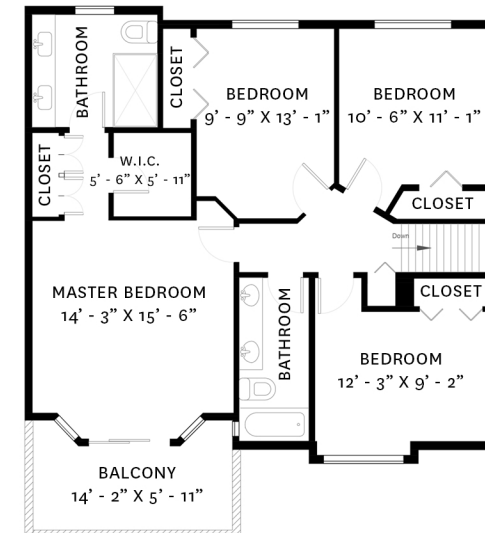 BATHROOM
CLOSET
BEDROOM
9' - 9” X 13' - 1”
BEDROOM
10' - 6” X 11' - 1”
CLOSET
W.I.C.
5' - 6” X 5' - 11”
CLOSET
Down
MASTER BEDROOM
14' - 3” X 15' - 6”
BATHROOM
CLOSET
BEDROOM
12' - 3” X 9' - 2”
BALCONY
14' - 2” X 5' - 11”